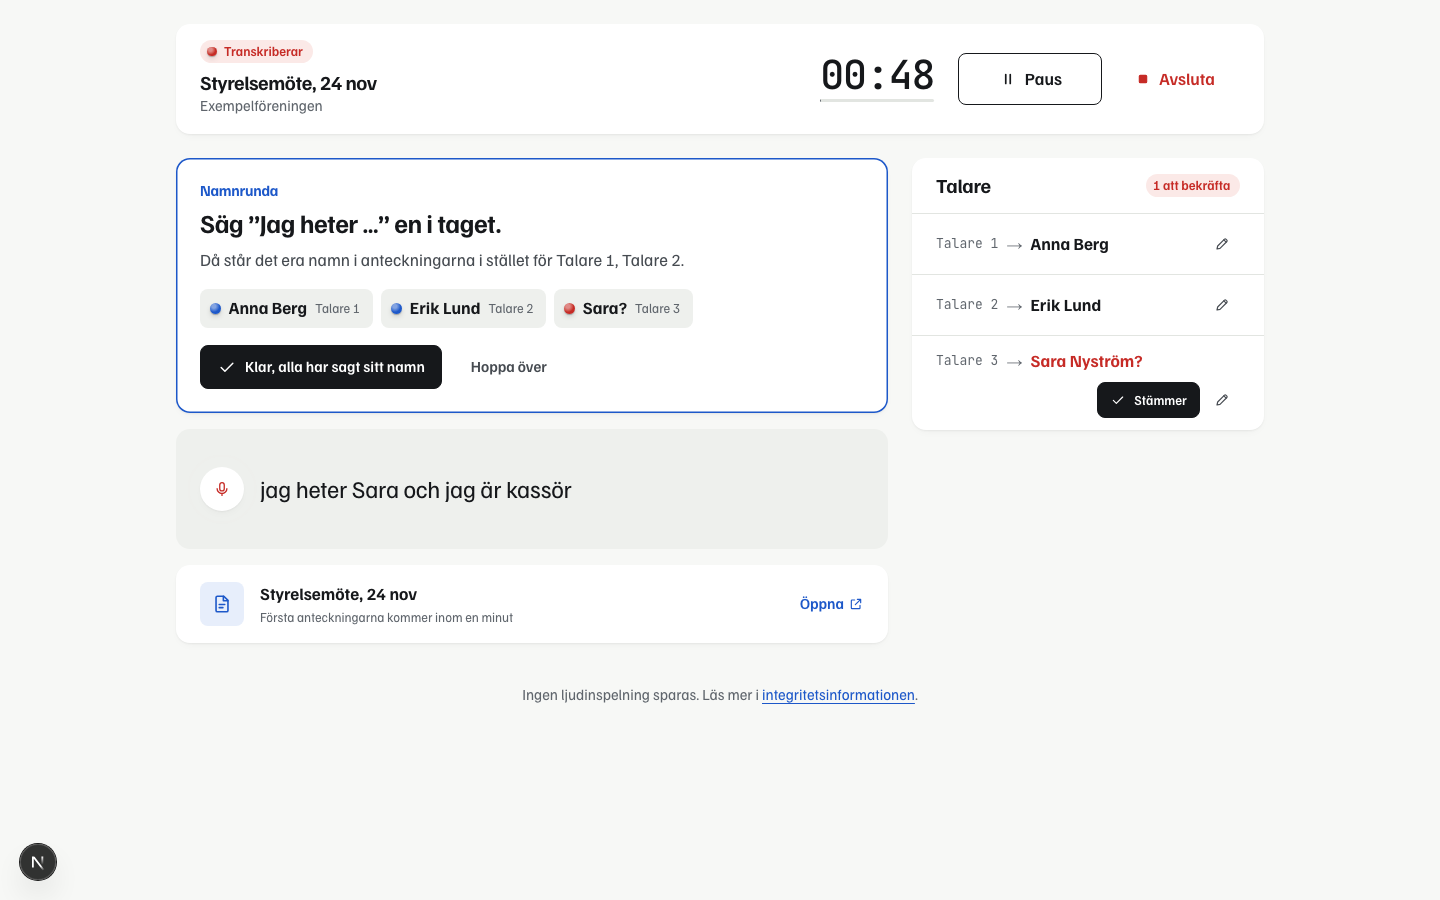 Transkriberar
Styrelsemöte, 24 nov
Exempelföreningen
00:48
Paus
Avsluta
Namnrunda
Säg ”Jag heter …” en i taget.
Då står det era namn i anteckningarna i stället för Talare 1, Talare 2.
Anna Berg Talare 1
Erik Lund Talare 2
Sara? Talare 3
Klar, alla har sagt sitt namn
Hoppa över
jag heter Sara och jag är kassör
Styrelsemöte, 24 nov
Första anteckningarna kommer inom en minut
Öppna
Talare
1 att bekräfta
Talare 1 → Anna Berg
Talare 2 → Erik Lund
Talare 3 → Sara Nyström?
Stämmer
Ingen ljudinspelning sparas. Läs mer i integritetsinformationen.
N